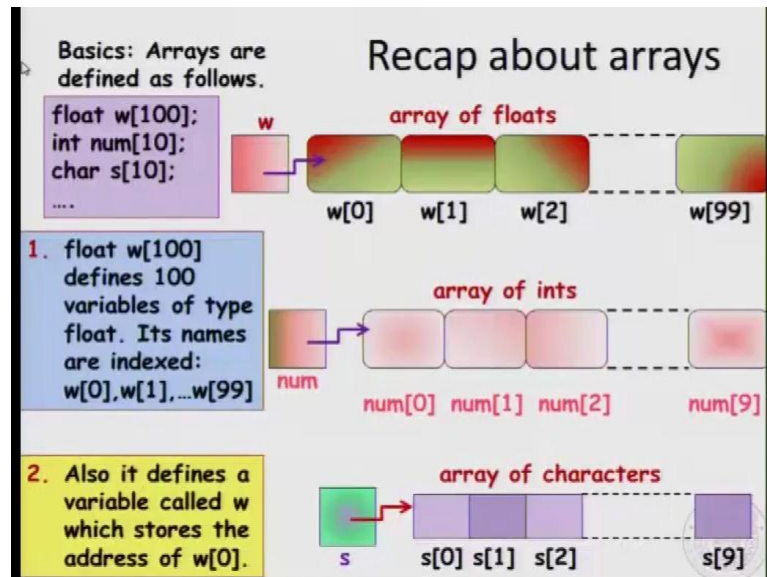 Basics: Arrays are
defined as follows.
Recap about arrays
float w[100];
int num[10];
char s[10];
....
w
array of floats
w[0] w[1] w[2] w[99]
1. float w[100]
defines 100
variables of type
float. Its names
are indexed:
w[0],w[1],...w[99]
array of ints
num
num[0] num[1] num[2] num[9]
2. Also it defines a
variable called w
which stores the
address of w[0].
array of characters
s
s[0] s[1] s[2] s[9]